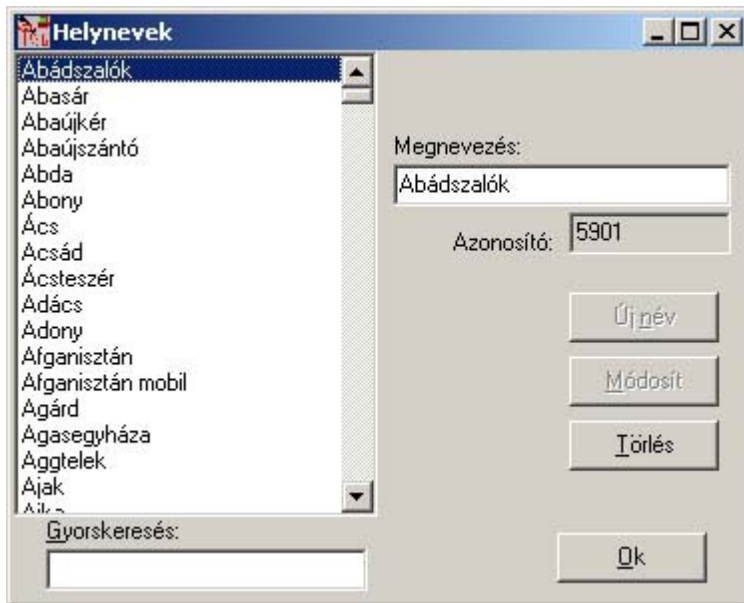 Helynevek
Abádszalók
Abasár
Abaújkér
Abaújszántó
Abda
Abony
Ács
Acsád
Ácsteszér
Adács
Adony
Afganisztán
Afganisztán mobil
Agárd
Agasegyháza
Aggtelek
Ajak
Ajka
Gyorskeresés:
Megnevezés:
Abádszalók
Azonosító: 5901
Új név
Módosít
Törlés
Ok